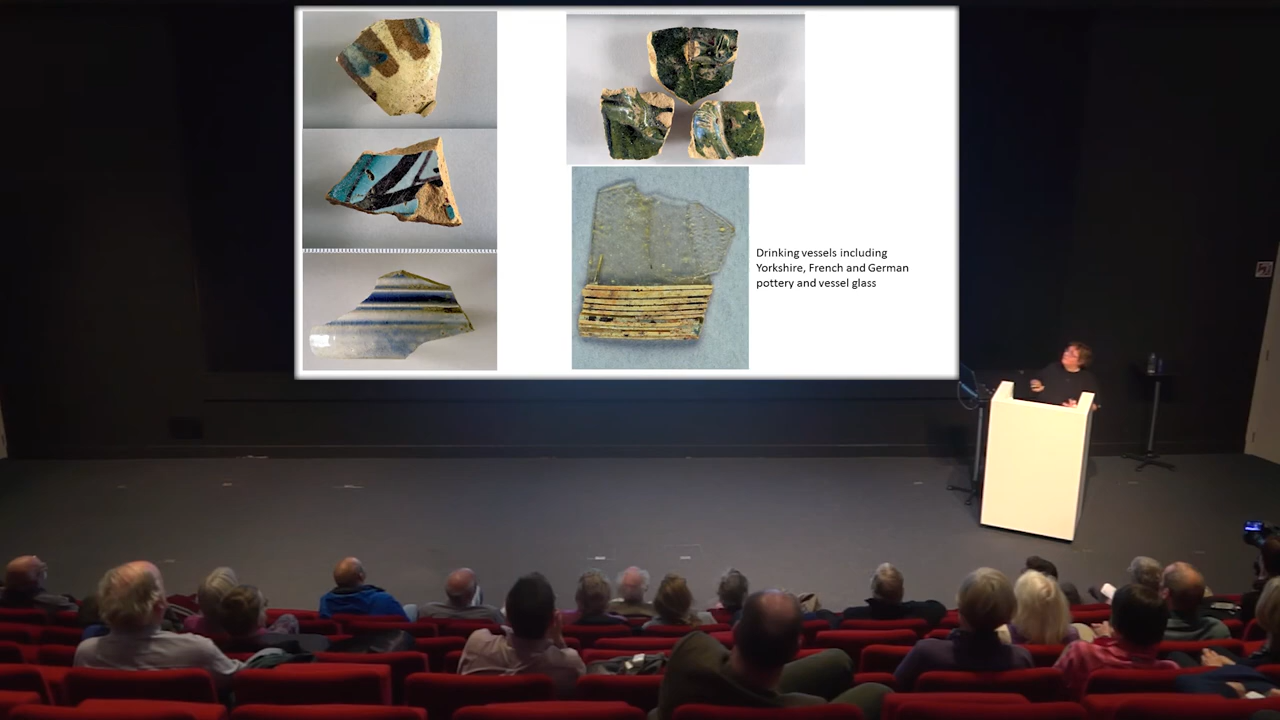 Drinking vessels including
Yorkshire, French and German
pottery and vessel glass